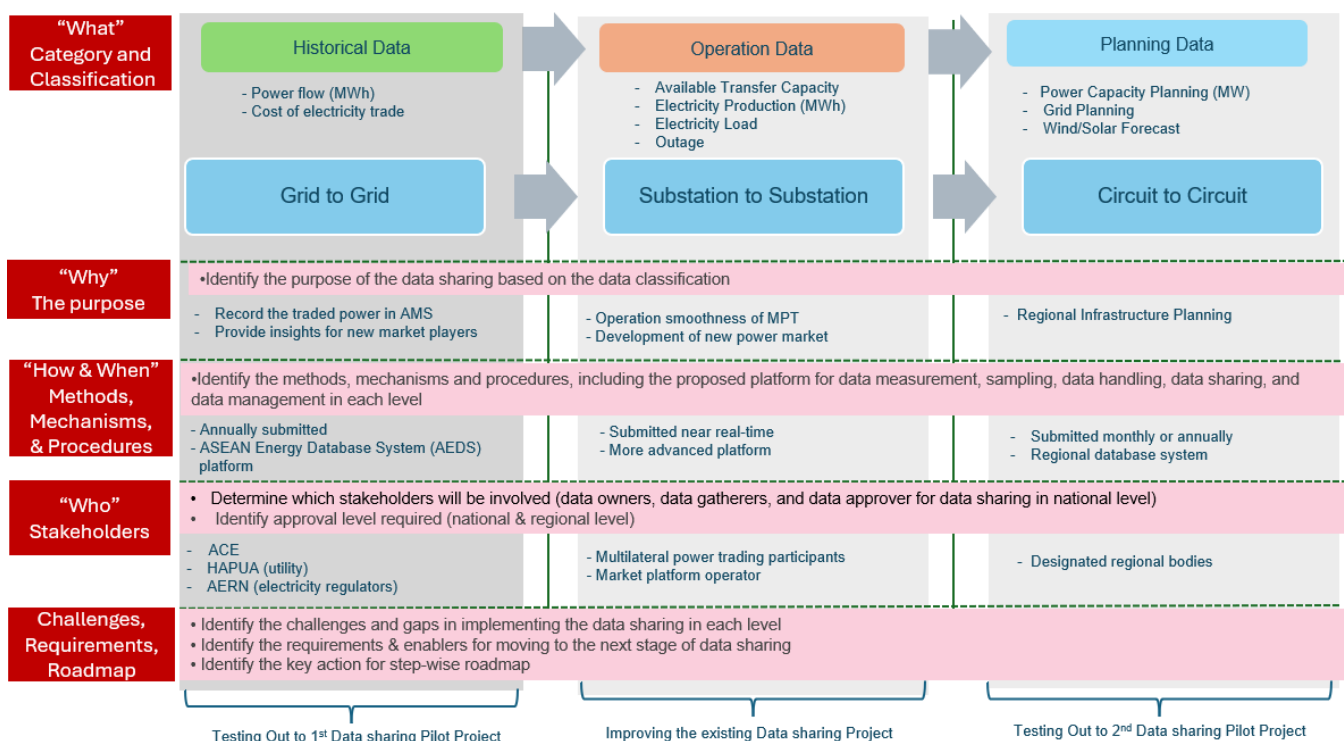 “What”
Category and
Classification
Historical Data
Operation Data
Planning Data
- Power flow (MWh)
- Cost of electricity trade
- Available Transfer Capacity
- Electricity Production (MWh)
- Electricity Load
- Outage
- Power Capacity Planning (MW)
- Grid Planning
- Wind/Solar Forecast
Grid to Grid
Substation to Substation
Circuit to Circuit
“Why”
The purpose
•Identify the purpose of the data sharing based on the data classification
- Record the traded power in AMS
- Provide insights for new market players
- Operation smoothness of MPT
- Development of new power market
- Regional Infrastructure Planning
“How & When”
Methods,
Mechanisms,
& Procedures
•Identify the methods, mechanisms and procedures, including the proposed platform for data measurement, sampling, data handling, data sharing, and
data management in each level
- Annually submitted
- ASEAN Energy Database System (AEDS)
platform
- Submitted near real-time
- More advanced platform
- Submitted monthly or annually
- Regional database system
“Who”
Stakeholders
• Determine which stakeholders will be involved (data owners, data gatherers, and data approver for data sharing in national level)
• Identify approval level required (national & regional level)
- ACE
- HAPUA (utility)
- AERN (electricity regulators)
- Multilateral power trading participants
- Market platform operator
- Designated regional bodies
Challenges,
Requirements,
Roadmap
• Identify the challenges and gaps in implementing the data sharing in each level
• Identify the requirements & enablers for moving to the next stage of data sharing
• Identify the key action for step-wise roadmap
Testing Out to 1st Data sharing Pilot Project
Improving the existing Data sharing Project
Testing Out to 2nd Data sharing Pilot Project